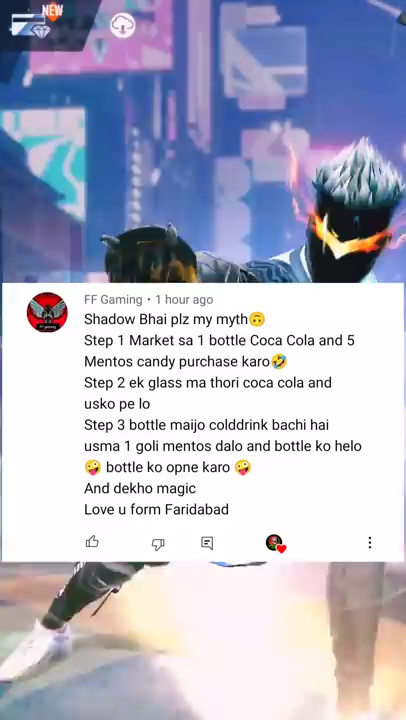 NEW
FF Gaming • 1 hour ago
Shadow Bhai plz my myth🙃
Step 1 Market sa 1 bottle Coca Cola and 5
Mentos candy purchase karo🤣
Step 2 ek glass ma thori coca cola and
usko pe lo
Step 3 bottle maijo colddrink bachi hai
usma 1 goli mentos dalo and bottle ko helo
🤪 bottle ko opne karo 🤪
And dekho magic
Love u form Faridabad